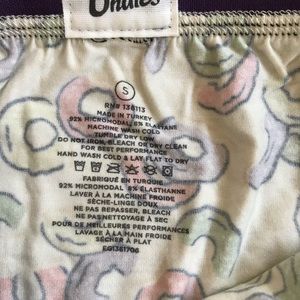 Undies
S
RN# 138113
MADE IN TURKEY
92% MICROMODAL, 8% ELASTANE
MACHINE WASH COLD
TUMBLE DRY LOW
DO NOT IRON, BLEACH OR DRY CLEAN
FOR BEST PERFORMANCE
HAND WASH COLD & LAY FLAT TO DRY
FABRIQUÉ EN TURQUIE
92% MICROMODAL 8% ÉLASTHANNE
LAVER À LA MACHINE FROIDE
SÈCHE-LINGE DOUX
NE PAS REPASSER, BLEACH
NE PAS NETTOYAGE À SEC
POUR DE MEILLEURES PERFORMANCES
LAVAGE À LA MAIN FROIDE
SÉCHER À PLAT
EG1361706